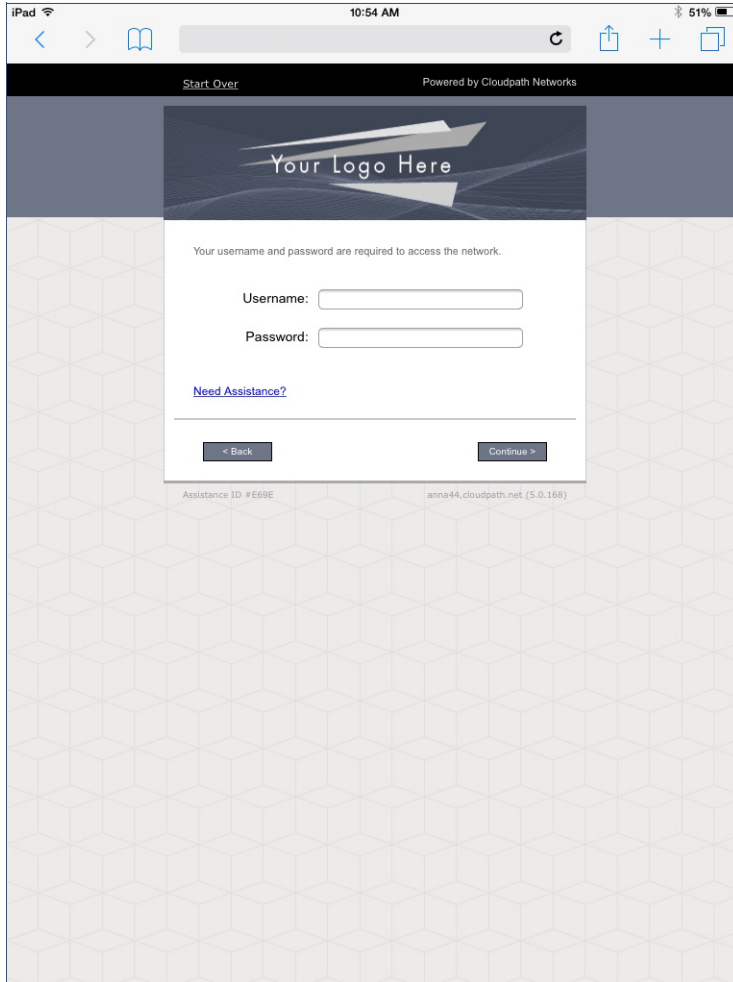 iPad 10:54 AM 51%
Start Over Powered by Cloudpath Networks
Your Logo Here
Your username and password are required to access the network.
Username:
Password:
Need Assistance?
< Back Continue >
Assistance ID #E69E anna44.cloudpath.net (5.0.168)